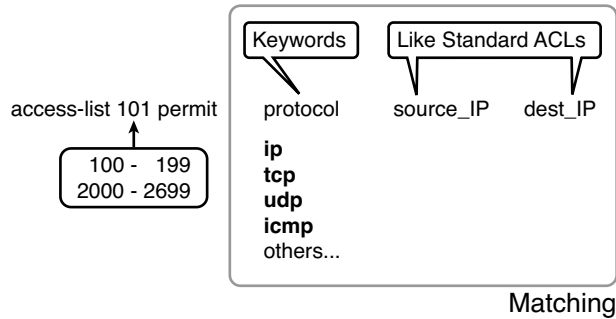 Keywords
Like Standard ACLs
access-list 101 permit protocol source_IP dest_IP
100 - 199
2000 - 2699
ip
tcp
udp
icmp
others...
Matching